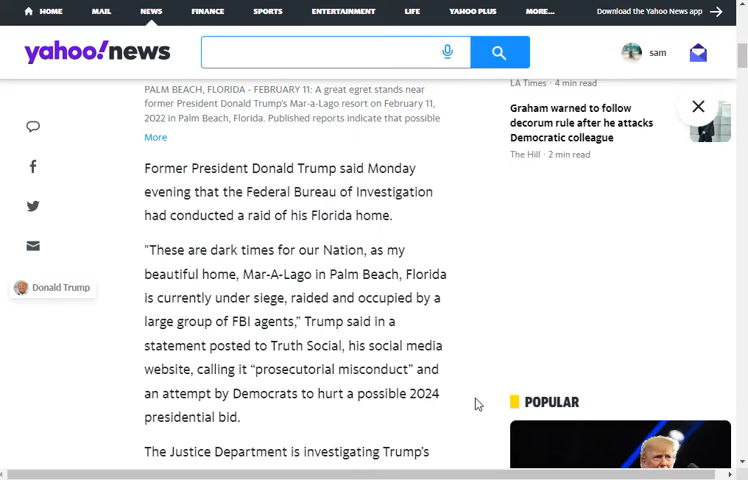 HOME MAIL NEWS FINANCE SPORTS ENTERTAINMENT LIFE YAHOO PLUS MORE... Download the Yahoo News app
yahoo!news
sam
PALM BEACH, FLORIDA - FEBRUARY 11: A great egret stands near
former President Donald Trump's Mar-a-Lago resort on February 11,
2022 in Palm Beach, Florida. Published reports indicate that possible
More
LA Times · 4 min read
Graham warned to follow
decorum rule after he attacks
Democratic colleague
The Hill · 2 min read
Former President Donald Trump said Monday
evening that the Federal Bureau of Investigation
had conducted a raid of his Florida home.
"These are dark times for our Nation, as my
beautiful home, Mar-A-Lago in Palm Beach, Florida
is currently under siege, raided and occupied by a
large group of FBI agents,” Trump said in a
statement posted to Truth Social, his social media
website, calling it “prosecutorial misconduct” and
an attempt by Democrats to hurt a possible 2024
presidential bid.
The Justice Department is investigating Trump’s
Donald Trump
POPULAR